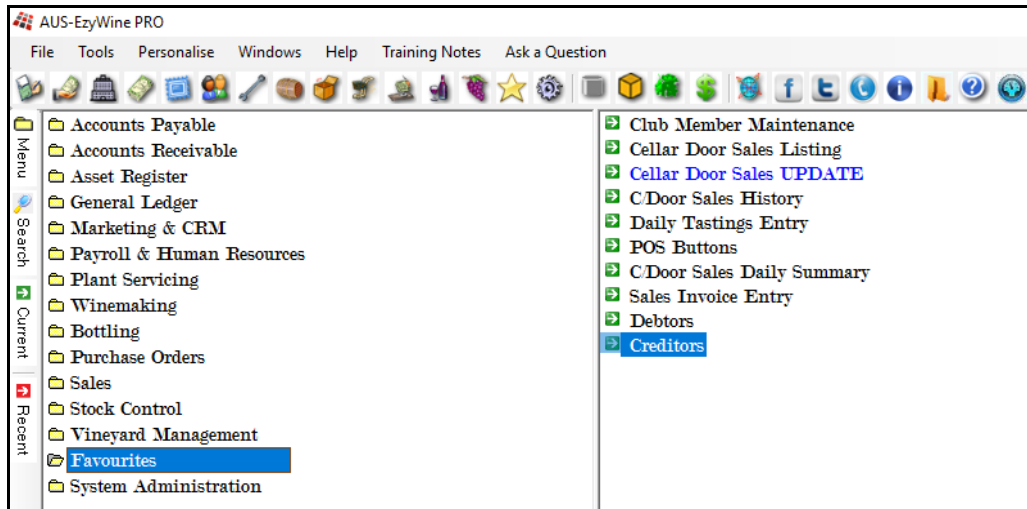 AUS-EzyWine PRO
File Tools Personalise Windows Help Training Notes Ask a Question
Menu
Search
Current
Recent
Accounts Payable
Accounts Receivable
Asset Register
General Ledger
Marketing & CRM
Payroll & Human Resources
Plant Servicing
Winemaking
Bottling
Purchase Orders
Sales
Stock Control
Vineyard Management
Favourites
System Administration
Club Member Maintenance
Cellar Door Sales Listing
Cellar Door Sales UPDATE
C/Door Sales History
Daily Tastings Entry
POS Buttons
C/Door Sales Daily Summary
Sales Invoice Entry
Debtors
Creditors